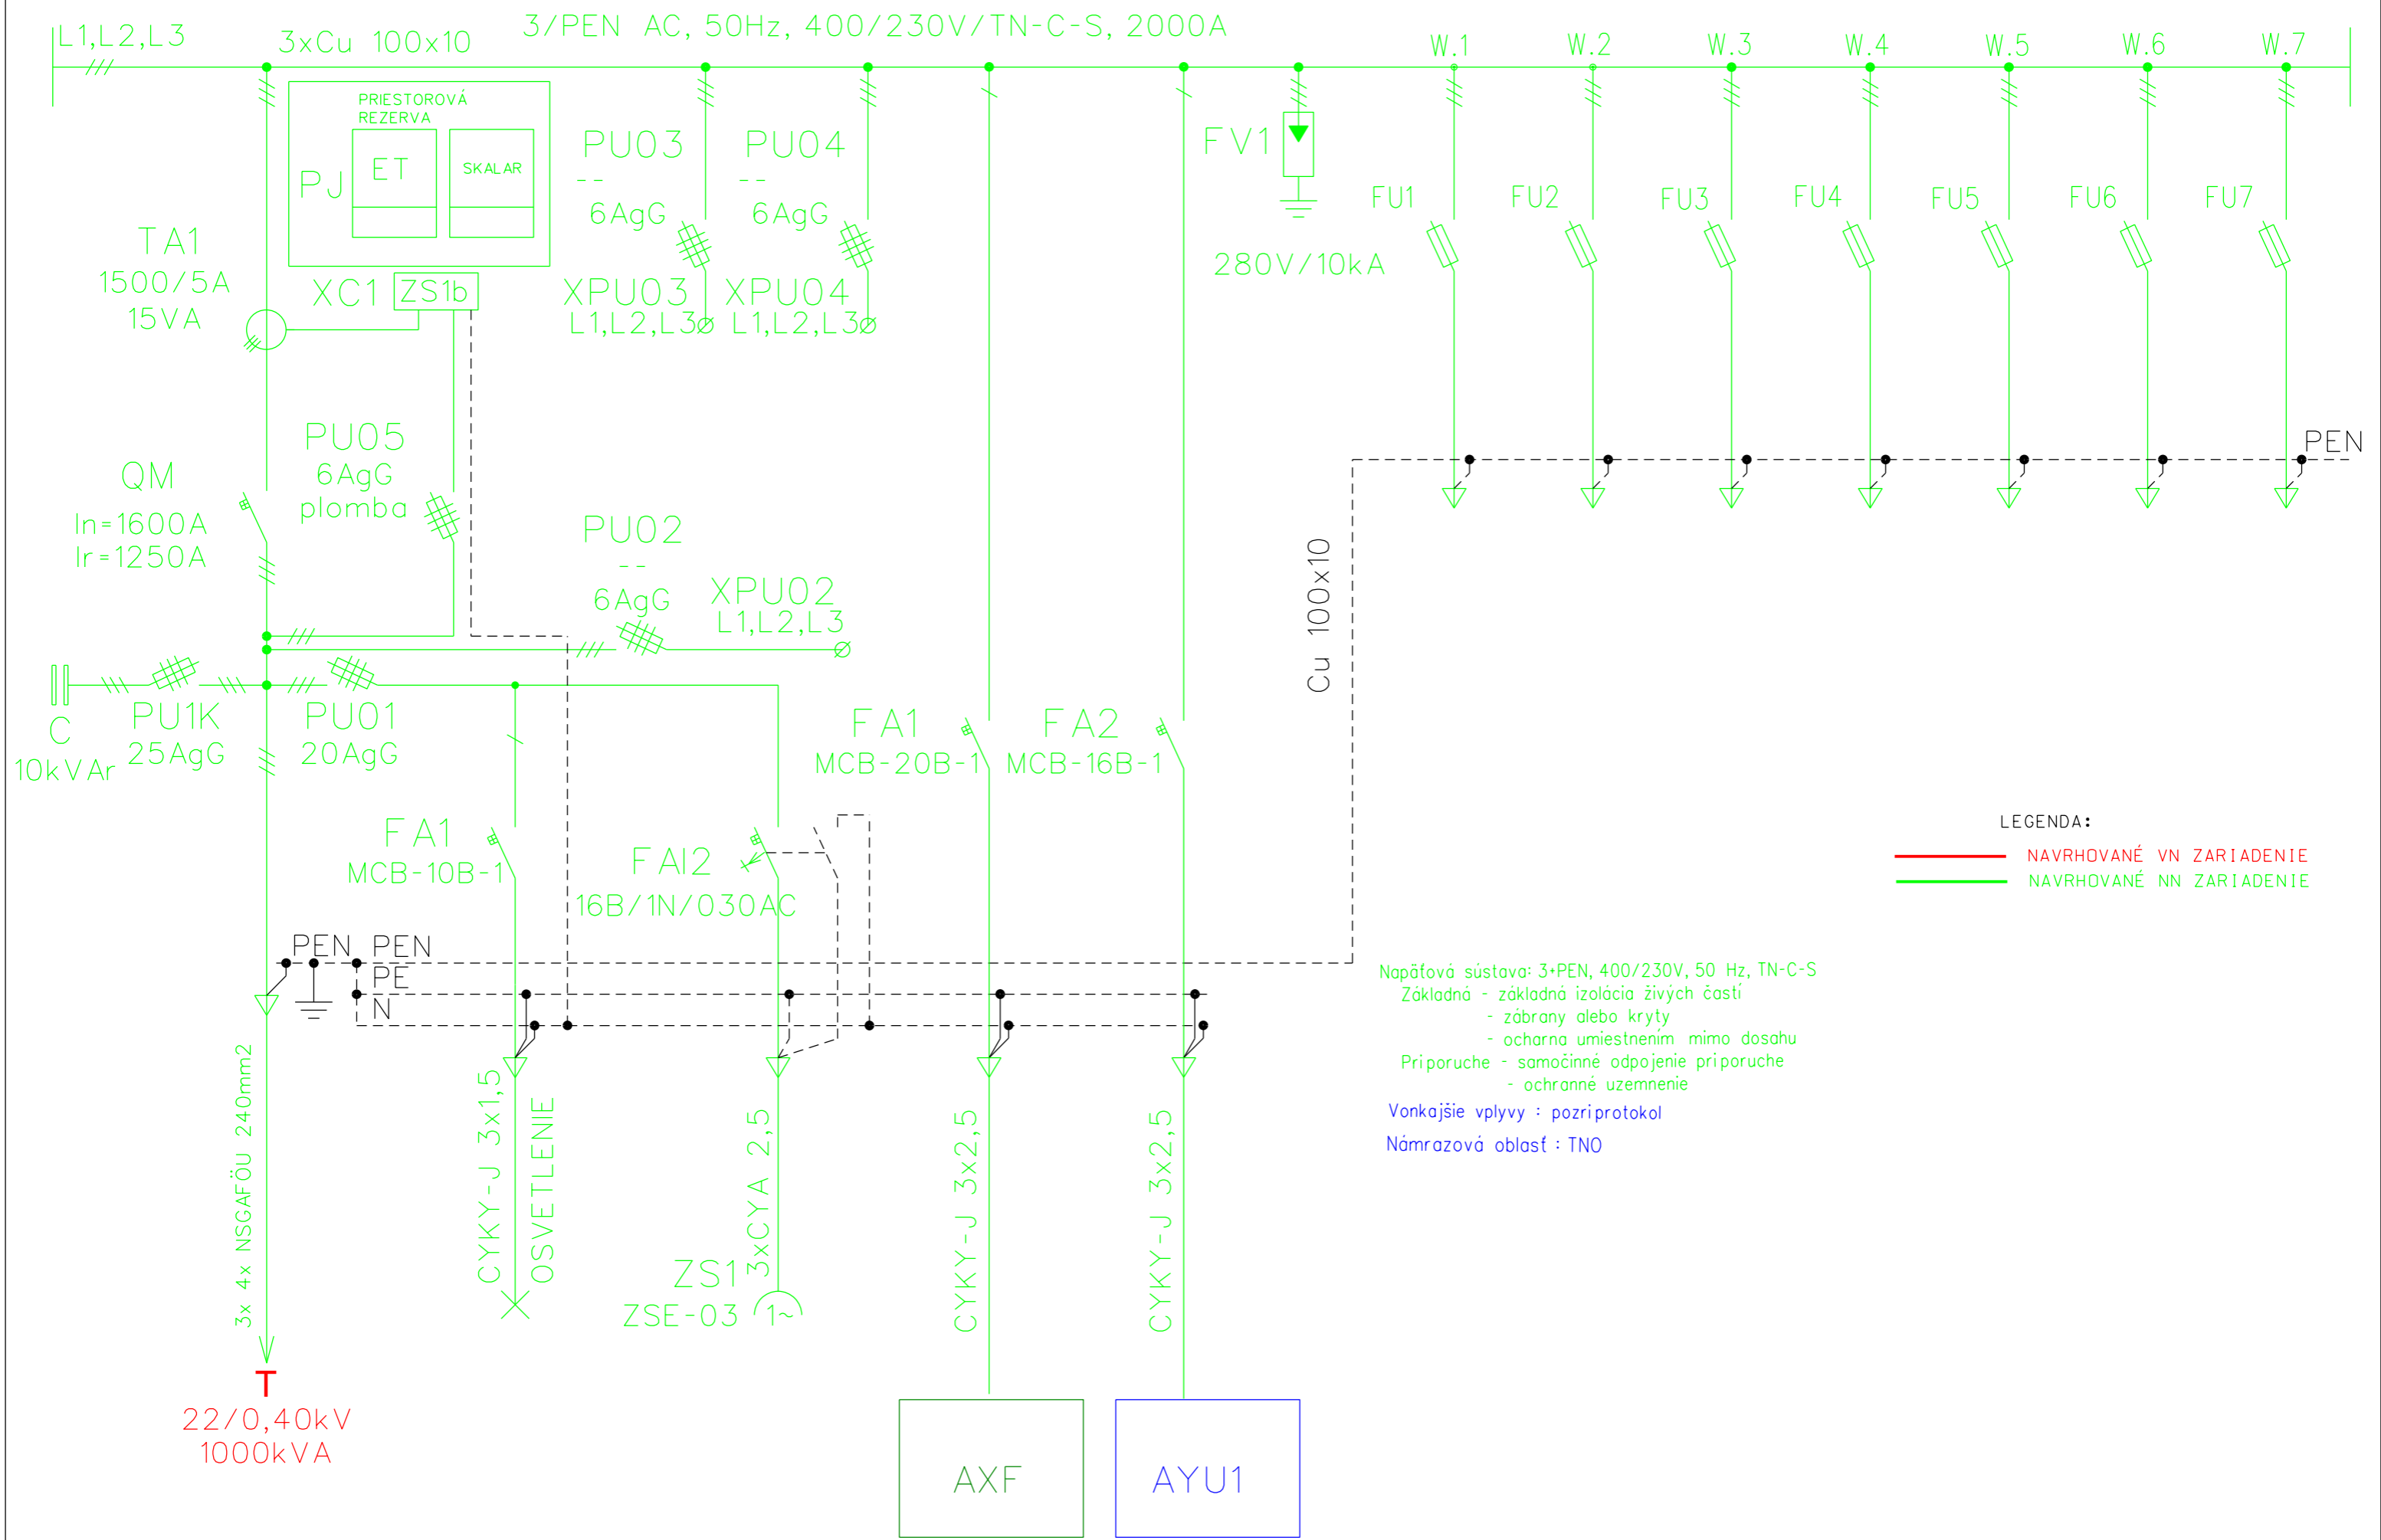 L1,L2,L3
3xCu 100x10
3/PEN AC, 50Hz, 400/230V/TN-C-S, 2000A
W.1
W.2
W.3
W.4
W.5
W.6
W.7
PRIESTOROVÁ
REZERVA
PJ
ET
SKALAR
PU03
--
6AgG
XPU03
L1,L2,L3
PU04
--
6AgG
XPU04
L1,L2,L3
FV1
280V/10kA
FU1
FU2
FU3
FU4
FU5
FU6
FU7
TA1
1500/5A
15VA
XC1
ZS1b
PU05
6AgG
plomba
QM
In=1600A
Ir=1250A
PU02
--
6AgG
XPU02
L1,L2,L3
PEN
Cu 100x10
C
10kVAr
PU1K
25AgG
PU01
20AgG
FA1
MCB-20B-1
FA2
MCB-16B-1
FA1
MCB-10B-1
FAI2
16B/1N/030AC
LEGENDA:
NAVRHOVANÉ VN ZARIADENIE
NAVRHOVANÉ NN ZARIADENIE
PEN
PEN
PE
N
Napäťová sústava: 3+PEN, 400/230V, 50 Hz, TN-C-S
Základná - základná izolácia živých častí
- zábrany alebo kryty
- ocharna umiestnením mimo dosahu
Pri poruche - samočinné odpojenie pri poruche
- ochranné uzemnenie
Vonkajšie vplyvy : pozri protokol
Námrazová oblasť : TNO
3x 4x NSGAFÖU 240mm2
CYKY-J 3x1,5
OSVETLENIE
3xCYA 2,5
ZS1
ZSE-03
1~
CYKY-J 3x2,5
CYKY-J 3x2,5
T
22/0,40kV
1000kVA
AXF
AYU1